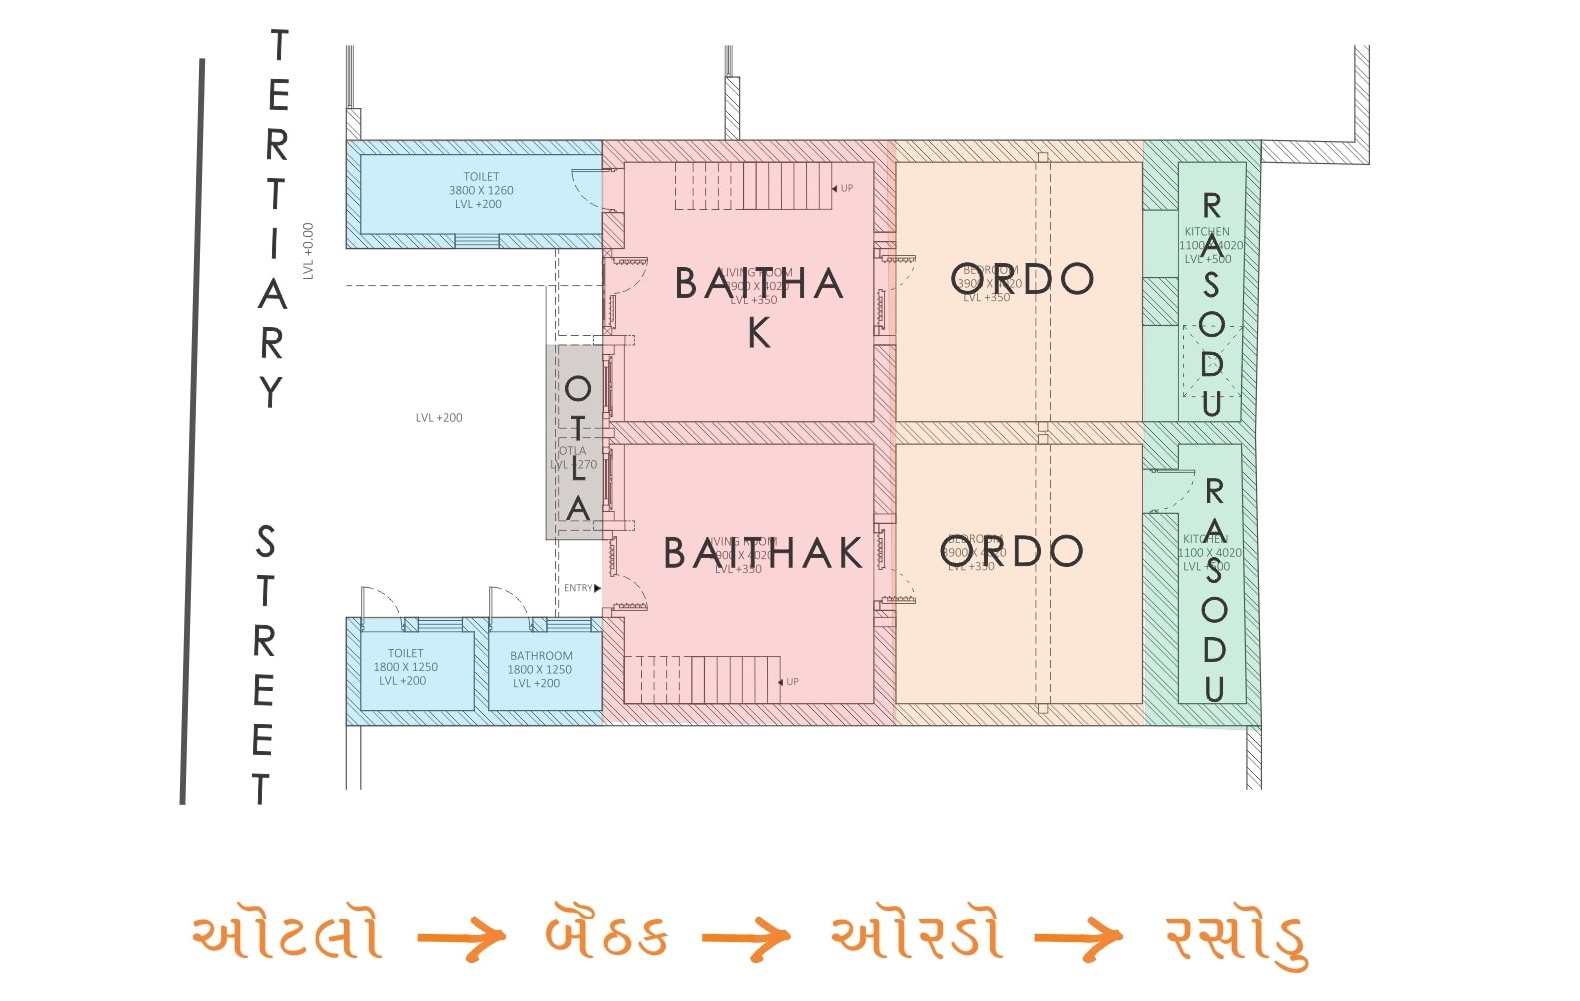 TERTIARY STREET
LVL +0.00
TOILET
3800 X 1260
LVL +200
UP
BAITHAK
LIVING ROOM
3900 X 4020
LVL +350
ORDO
BEDROOM
3900 X 4020
LVL +350
RASODU
KITCHEN
1100 X 4020
LVL +500
LVL +200
OTLA
OTLA
LVL +270
BAITHAK
LIVING ROOM
3900 X 4020
LVL +350
ORDO
BEDROOM
3900 X 4020
LVL +350
RASODU
KITCHEN
1100 X 4020
LVL +500
ENTRY
TOILET
1800 X 1250
LVL +200
BATHROOM
1800 X 1250
LVL +200
UP
ઓટલો → બૈઠક → ઓરડો → રસોડુ